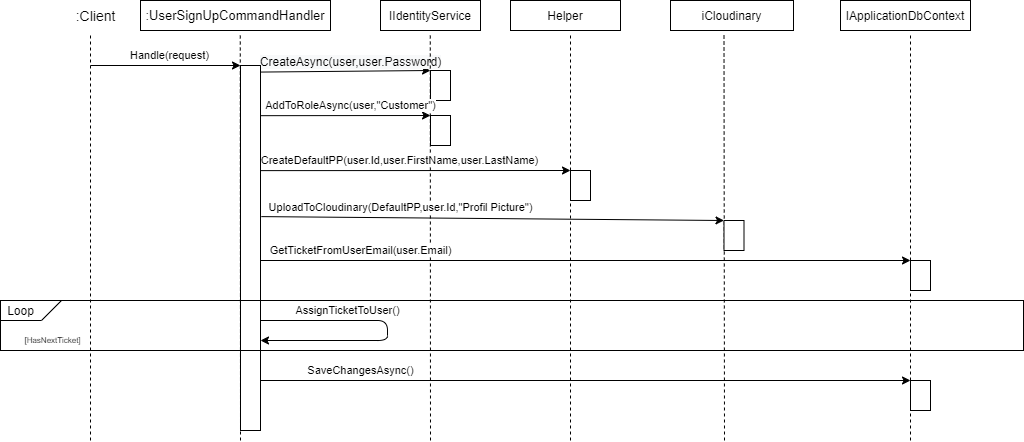 :Client
:UserSignUpCommandHandler
IIdentityService
Helper
iCloudinary
IApplicationDbContext
Handle(request)
CreateAsync(user,user.Password)
AddToRoleAsync(user,"Customer")
CreateDefaultPP(user.Id,user.FirstName,user.LastName)
UploadToCloudinary(DefaultPP,user.Id,"Profil Picture")
GetTicketFromUserEmail(user.Email)
Loop
AssignTicketToUser()
[HasNextTicket]
SaveChangesAsync()